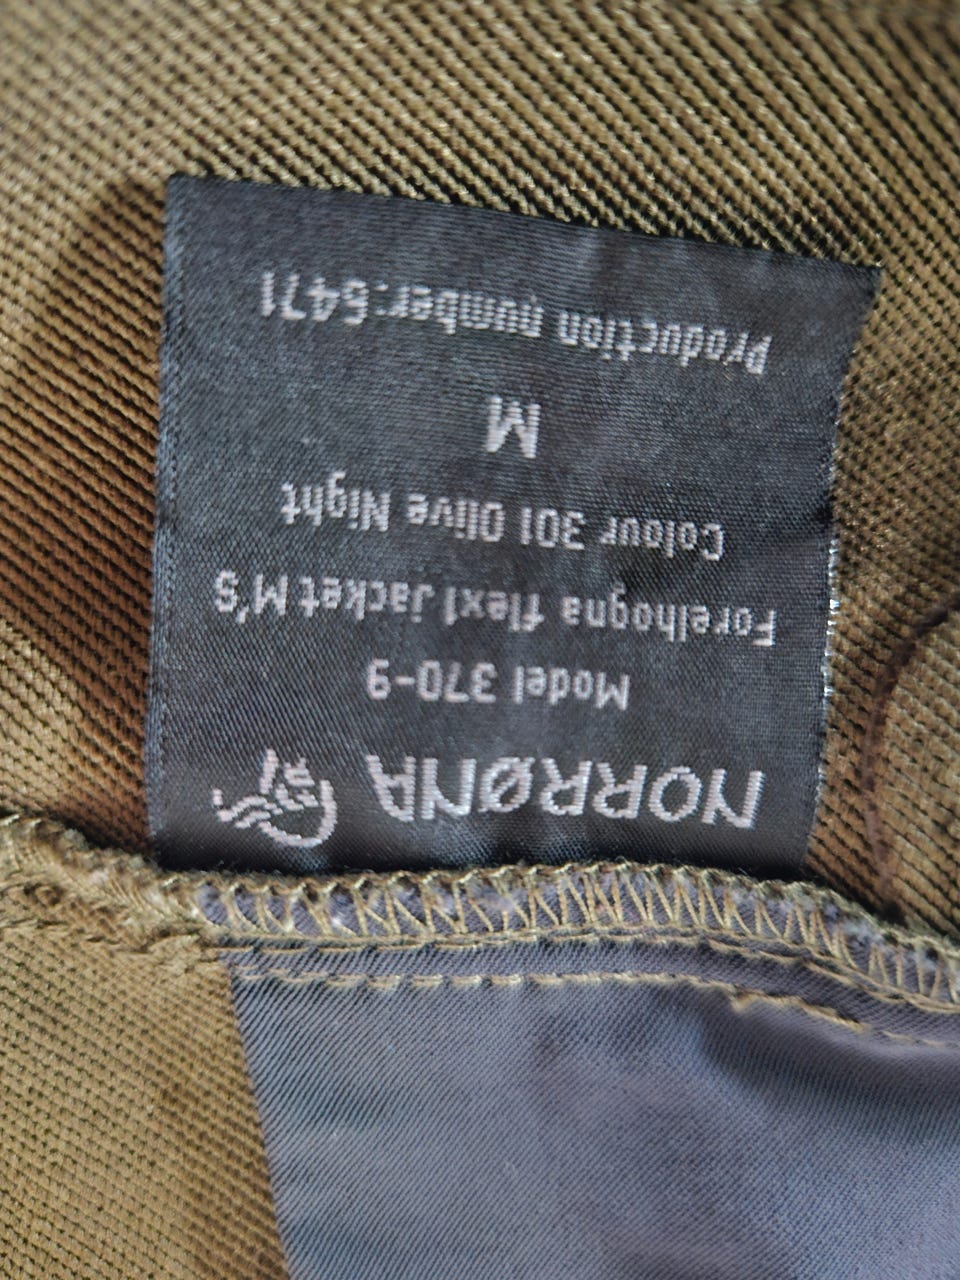 NORRØNA
Model 370-9
Forelhogna flex1 Jacket M's
Colour 301 Olive Night
M
Production number:5471